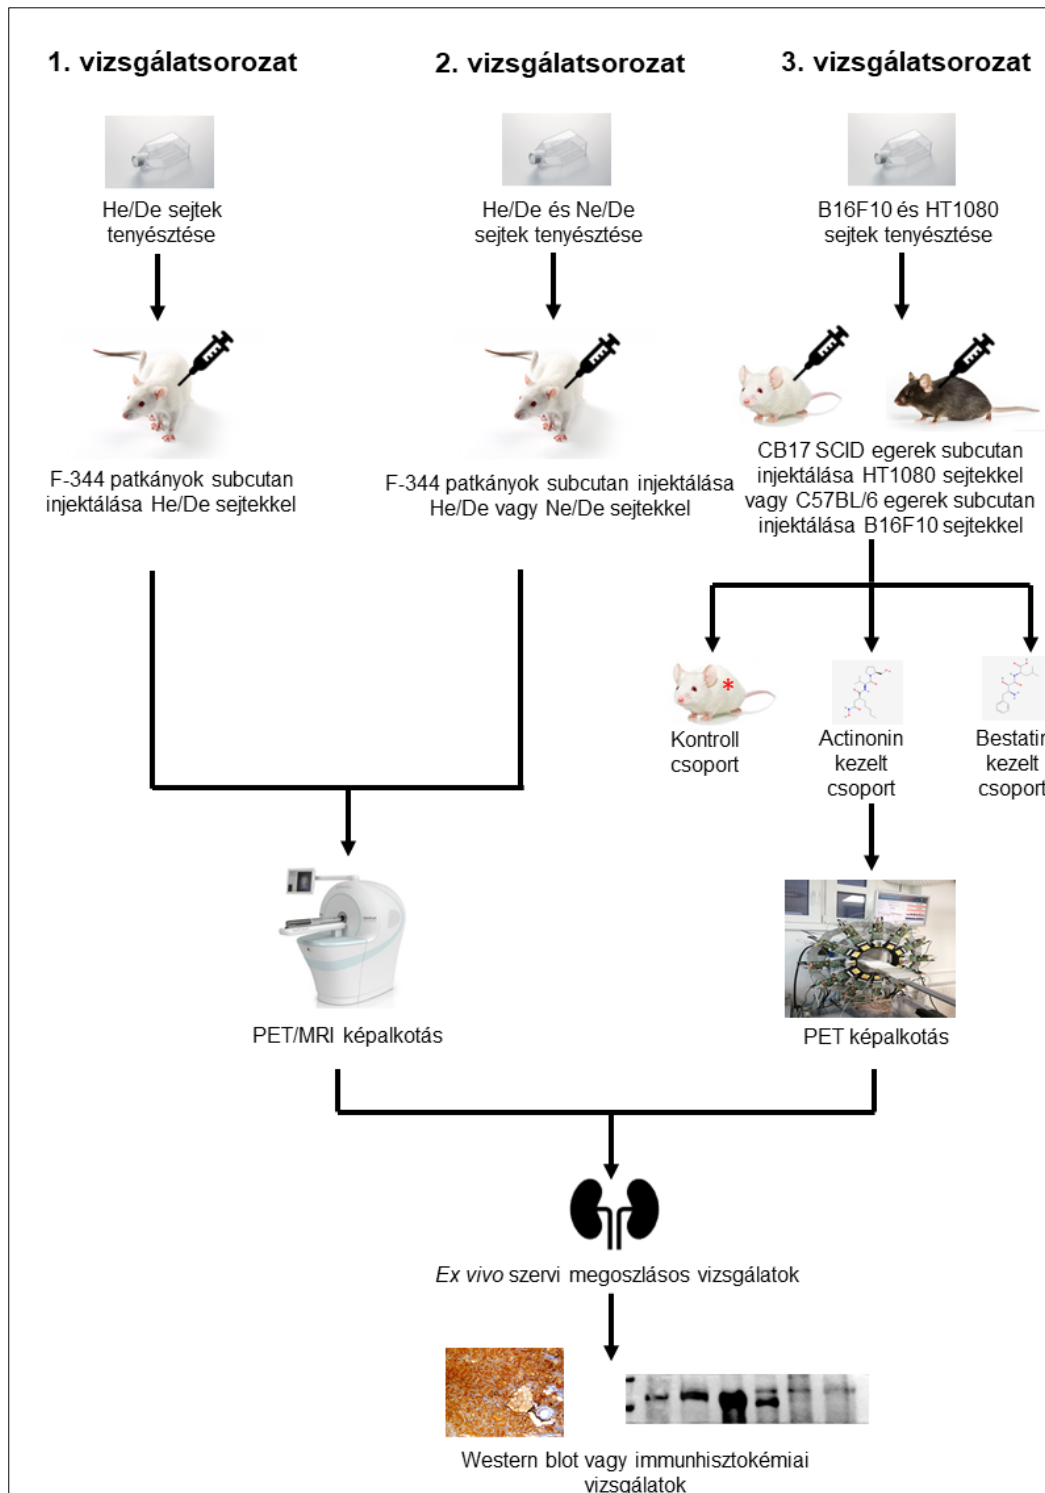 1. vizsgálatsorozat
2. vizsgálatsorozat
3. vizsgálatsorozat
He/De sejtek
tenyésztése
He/De és Ne/De
sejtek tenyésztése
B16F10 és HT1080
sejtek tenyésztése
F-344 patkányok subcutan
injektálása He/De sejtekkel
F-344 patkányok subcutan injektálása
He/De vagy Ne/De sejtekkel
CB17 SCID egerek subcutan
injektálása HT1080 sejtekkel
vagy C57BL/6 egerek subcutan
injektálása B16F10 sejtekkel
*
Kontroll
csoport
Actinonin
kezelt
csoport
Bestatin
kezelt
csoport
PET/MRI képalkotás
PET képalkotás
Ex vivo szervi megoszlásos vizsgálatok
Western blot vagy immunhisztokémiai
vizsgálatok